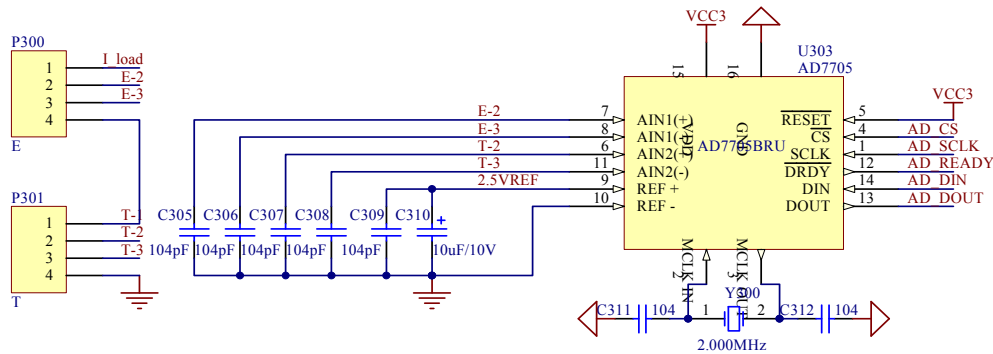 VCC3
U303
AD7705
P300
1 I_load
2 E-2
3 E-3
4
E
15
16
VCC3
E-2 7 AIN1(+)
E-3 8 AIN1(-)
T-2 6 AIN2(+)
T-3 11 AIN2(-)
2.5VREF 9 REF +
10 REF -
VDD
GND
AD7705BRU
RESET 5
CS 4 AD_CS
SCLK 1 AD_SCLK
DRDY 12 AD_READY
DIN 14 AD_DIN
DOUT 13 AD_DOUT
P301
1 T-1
2 T-2
3 T-3
4
T
C305 C306 C307 C308 C309 C310
+
104pF 104pF 104pF 104pF 104pF 10uF/10V
MCLK IN
2
MCLK OUT
3
Y300
C311 104 1 2 C312 104
2.000MHz